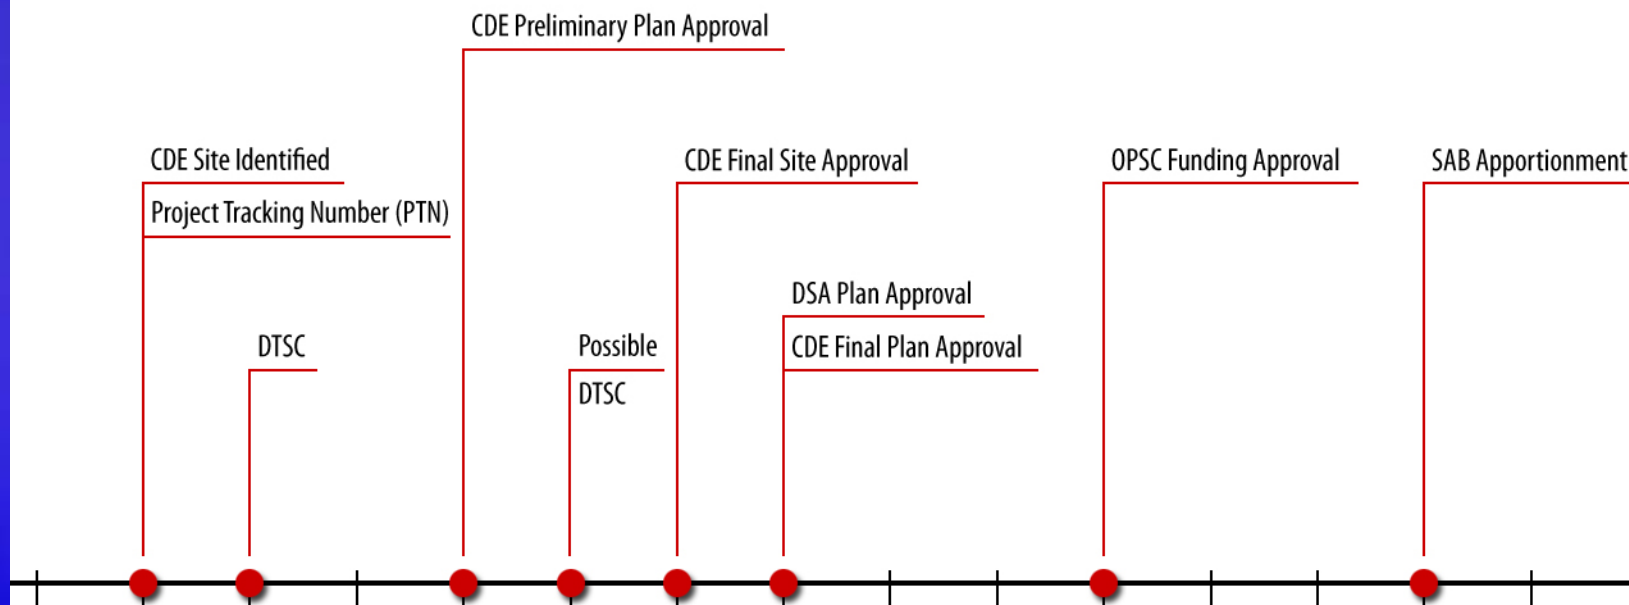 CDE Preliminary Plan Approval
CDE Site Identified
Project Tracking Number (PTN)
DTSC
Possible
DTSC
CDE Final Site Approval
DSA Plan Approval
CDE Final Plan Approval
OPSC Funding Approval
SAB Apportionment